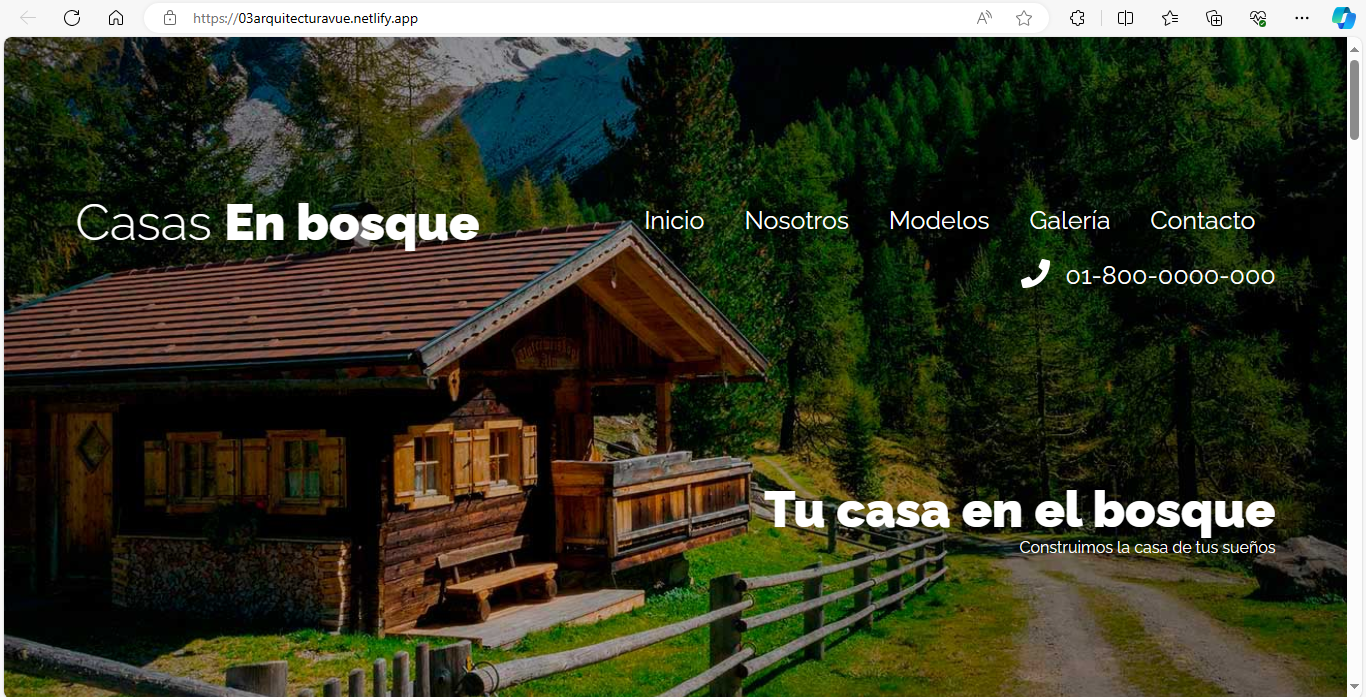 https://03arquitecturavue.netlify.app
Casas En bosque
Inicio Nosotros Modelos Galería Contacto
01-800-0000-000
Tu casa en el bosque
Construimos la casa de tus sueños